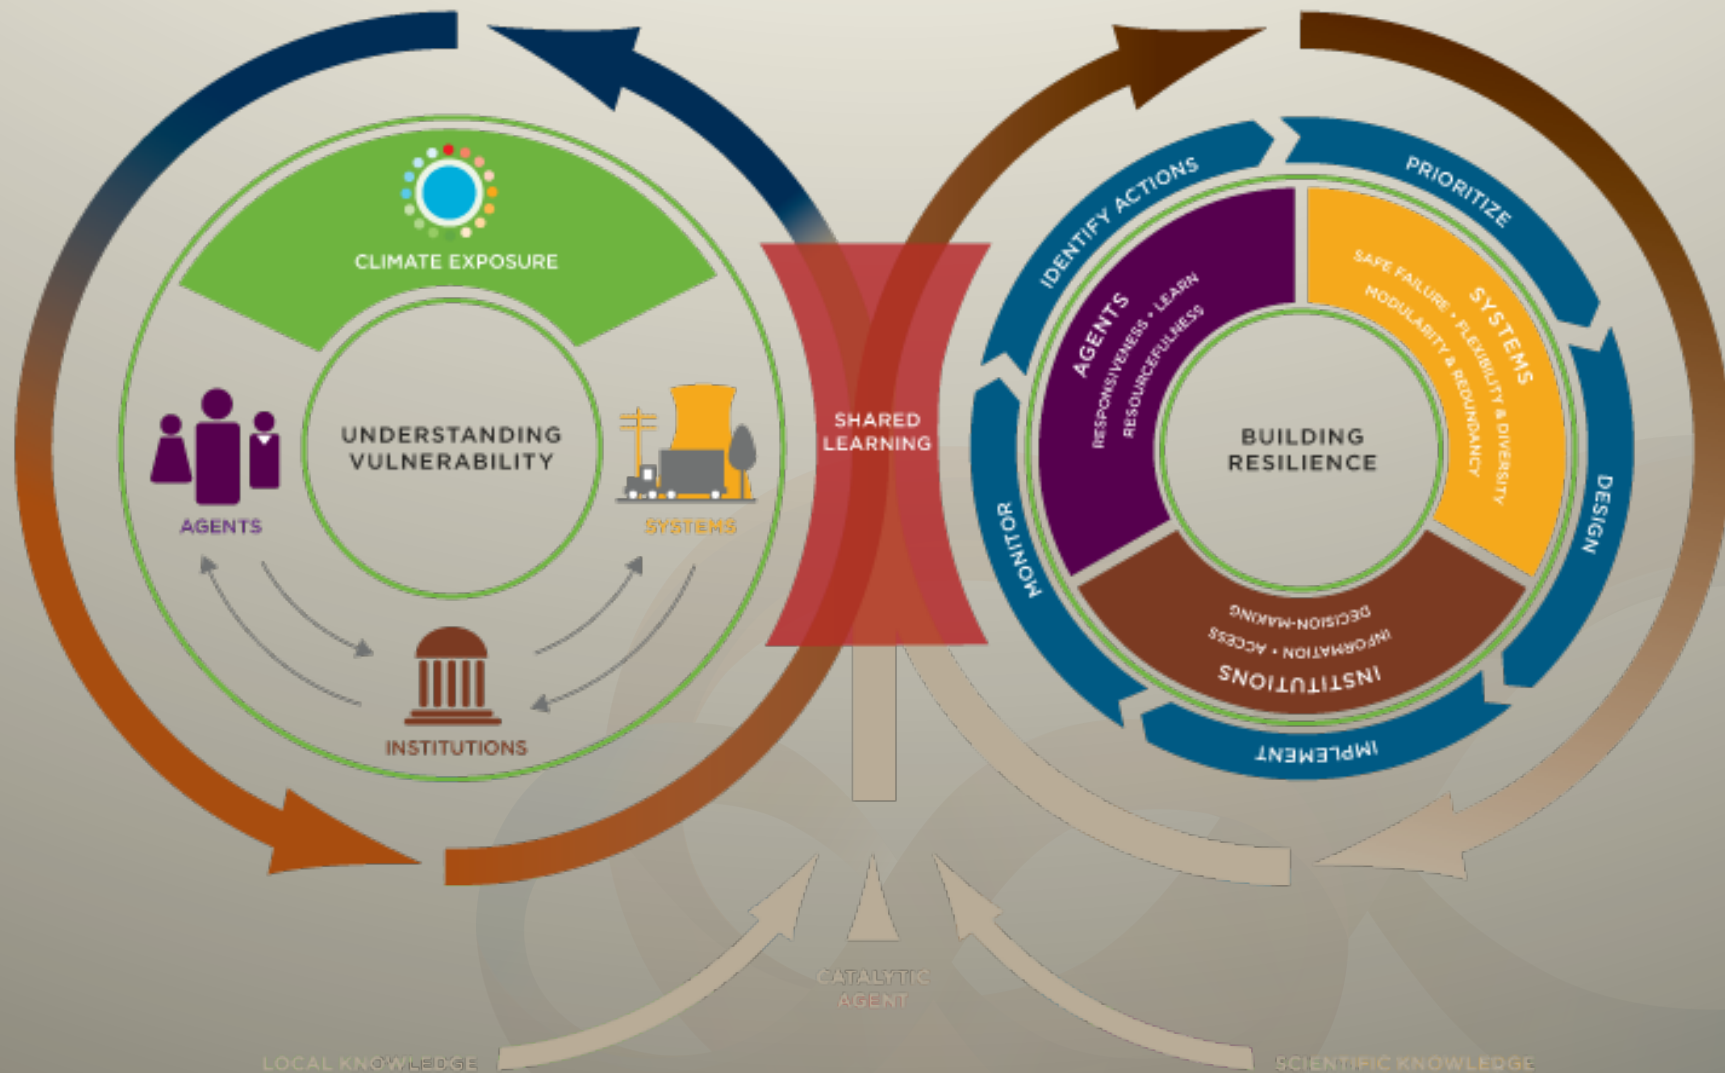 CLIMATE EXPOSURE
UNDERSTANDING
VULNERABILITY
AGENTS
SYSTEMS
INSTITUTIONS
SHARED
LEARNING
IDENTIFY ACTIONS
PRIORITIZE
DESIGN
IMPLEMENT
MONITOR
AGENTS
RESPONSIVENESS • LEARN
RESOURCEFULNESS
SYSTEMS
SAFE FAILURE • FLEXIBILITY & DIVERSITY
MODULARITY & REDUNDANCY
BUILDING
RESILIENCE
DECISION-MAKING
INFORMATION • ACCESS
INSTITUTIONS
CATALYTIC
AGENT
LOCAL KNOWLEDGE
SCIENTIFIC KNOWLEDGE